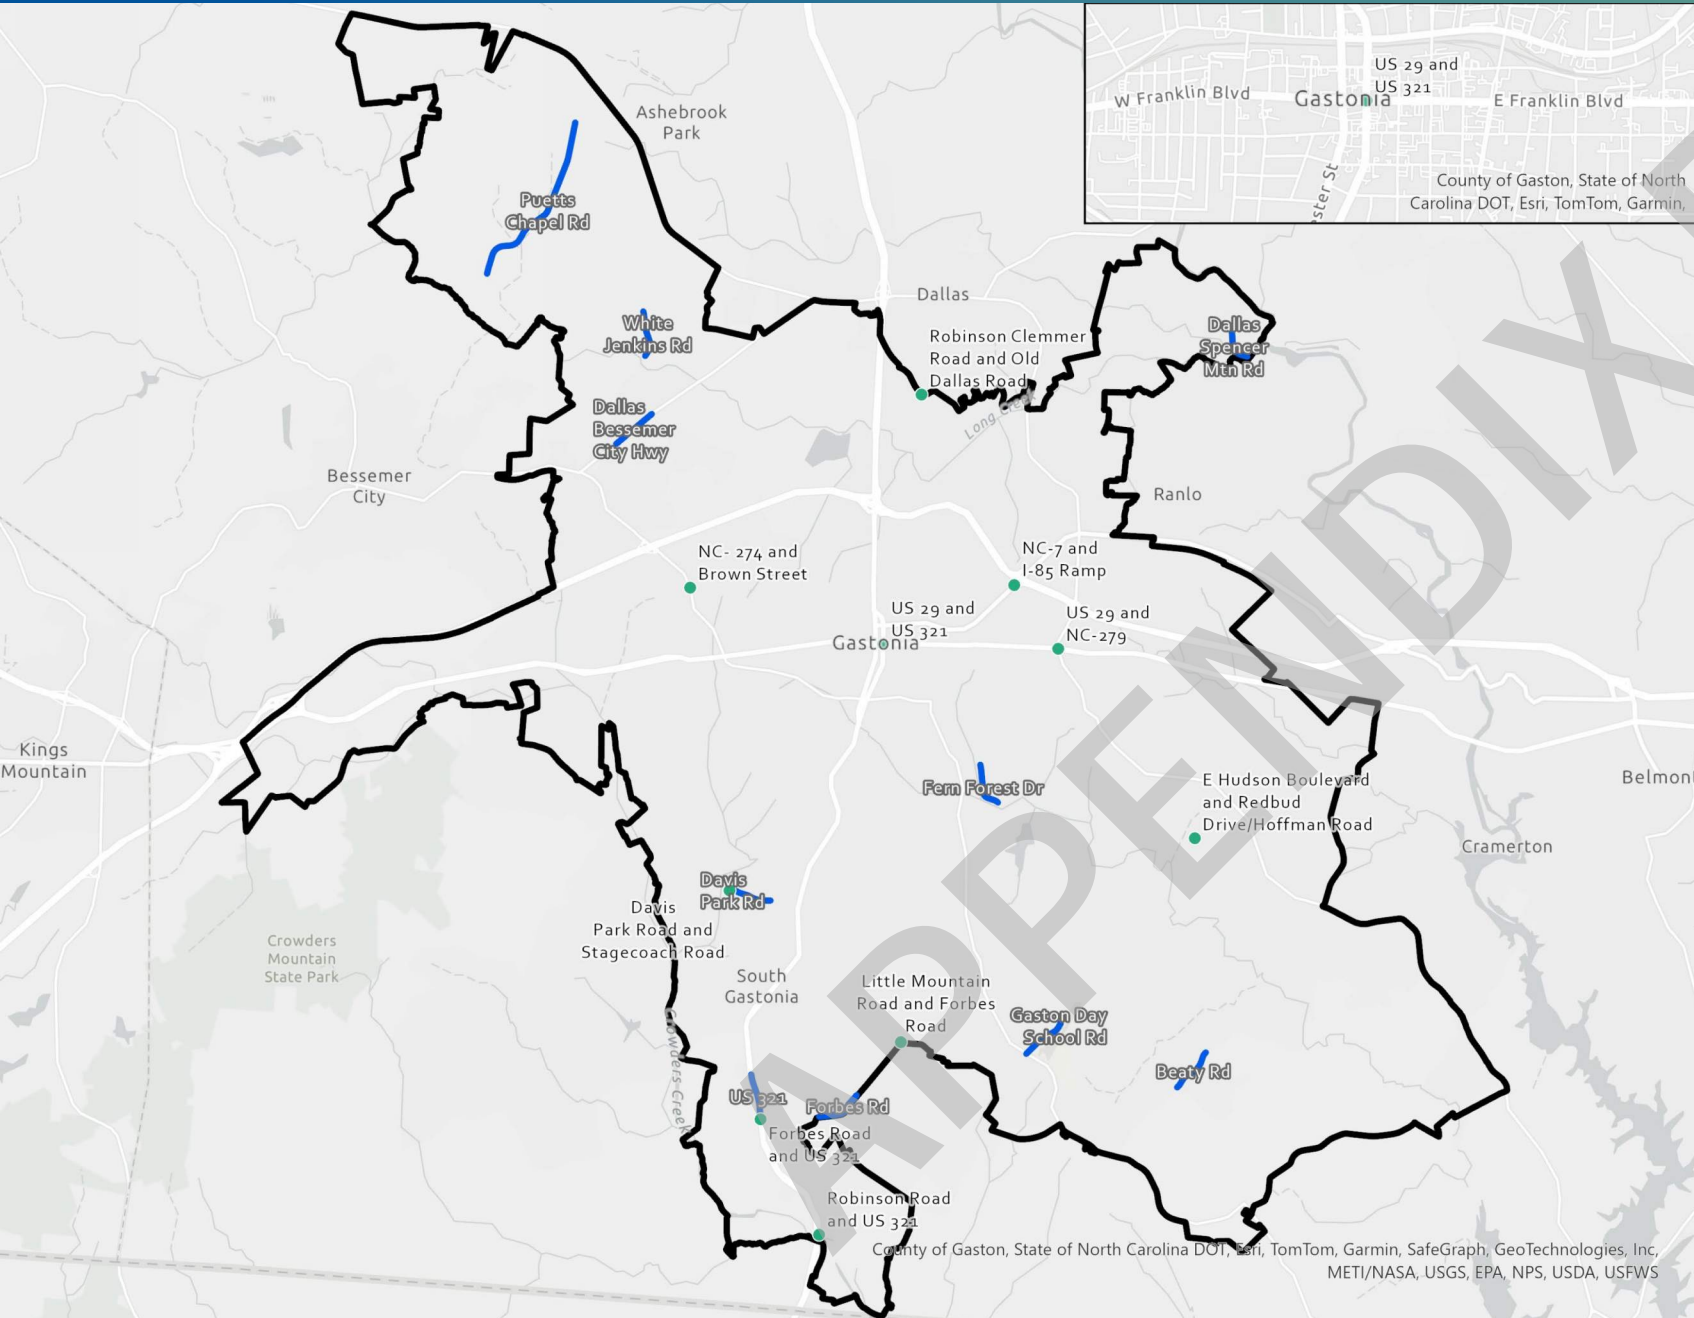 US 29 and
US 321
W Franklin Blvd
Gastonia
E Franklin Blvd
ester St
County of Gaston, State of North
Carolina DOT, Esri, TomTom, Garmin,
Ashebrook
Park
Puetts
Chapel Rd
Dallas
White
Jenkins Rd
Robinson Clemmer
Road and Old
Dallas Road
Long Creek
Dallas
Spencer
Mtn Rd
Dallas
Bessemer
City Hwy
Bessemer
City
Ranlo
NC- 274 and
Brown Street
NC-7 and
I-85 Ramp
US 29 and
US 321
Gastonia
US 29 and
NC-279
Kings
Mountain
Fern Forest Dr
E Hudson Boulevard
and Redbud
Drive/Hoffman Road
Belmon
Cramerton
Davis
Park Rd
Davis
Park Road and
Stagecoach Road
Crowders
Mountain
State Park
South
Gastonia
Little Mountain
Road and Forbes
Road
Gaston Day
School Rd
Crowders Creek
Beaty Rd
US 321
Forbes Rd
Forbes Road
and US 321
Robinson Road
and US 321
County of Gaston, State of North Carolina DOT, Esri, TomTom, Garmin, SafeGraph, GeoTechnologies, Inc,
METI/NASA, USGS, EPA, NPS, USDA, USFWS
APPENDIX